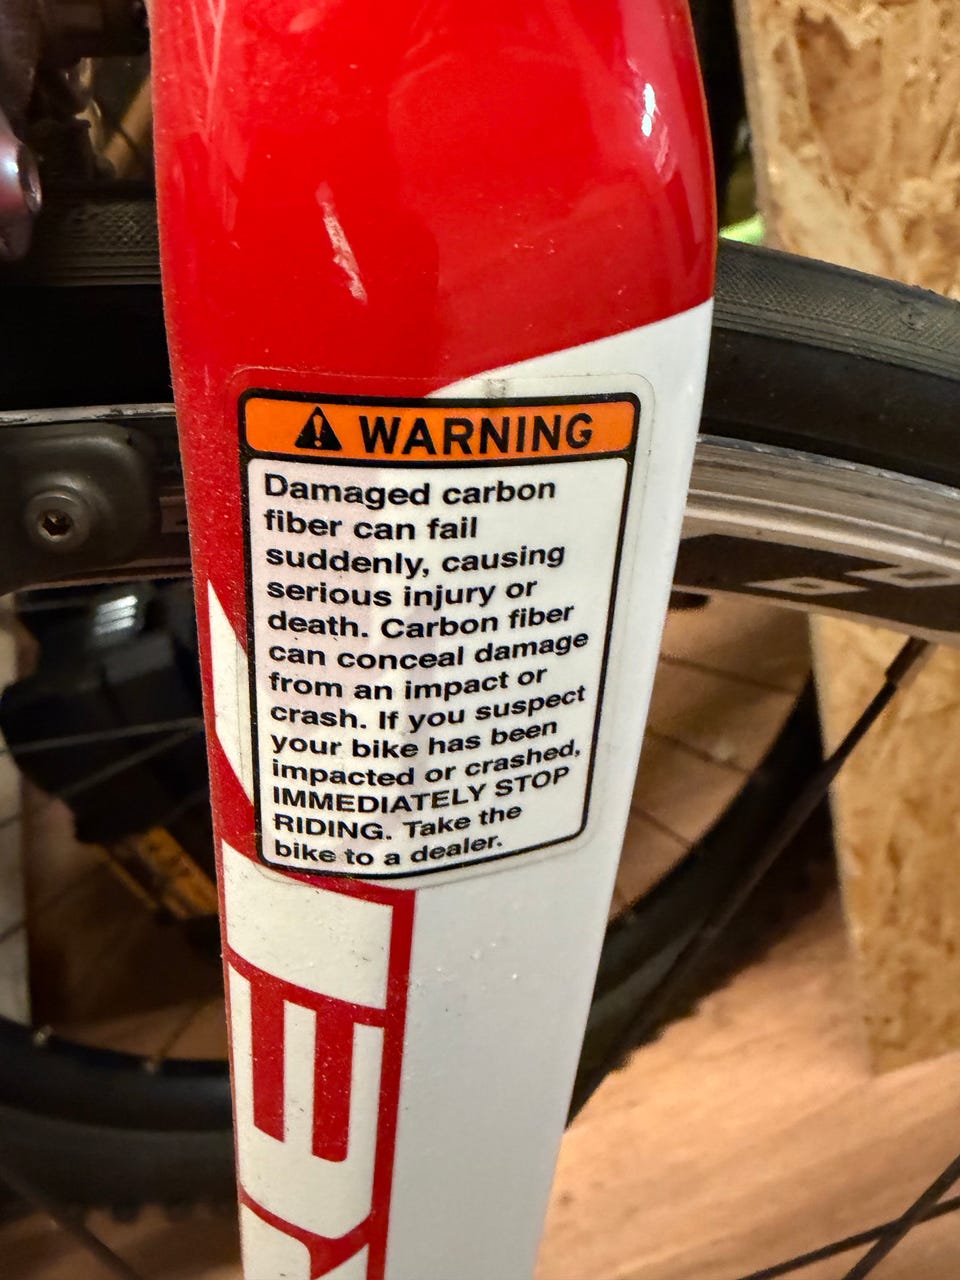 WARNING
Damaged carbon
fiber can fail
suddenly, causing
serious injury or
death. Carbon fiber
can conceal damage
from an impact or
crash. If you suspect
your bike has been
impacted or crashed,
IMMEDIATELY STOP
RIDING. Take the
bike to a dealer.